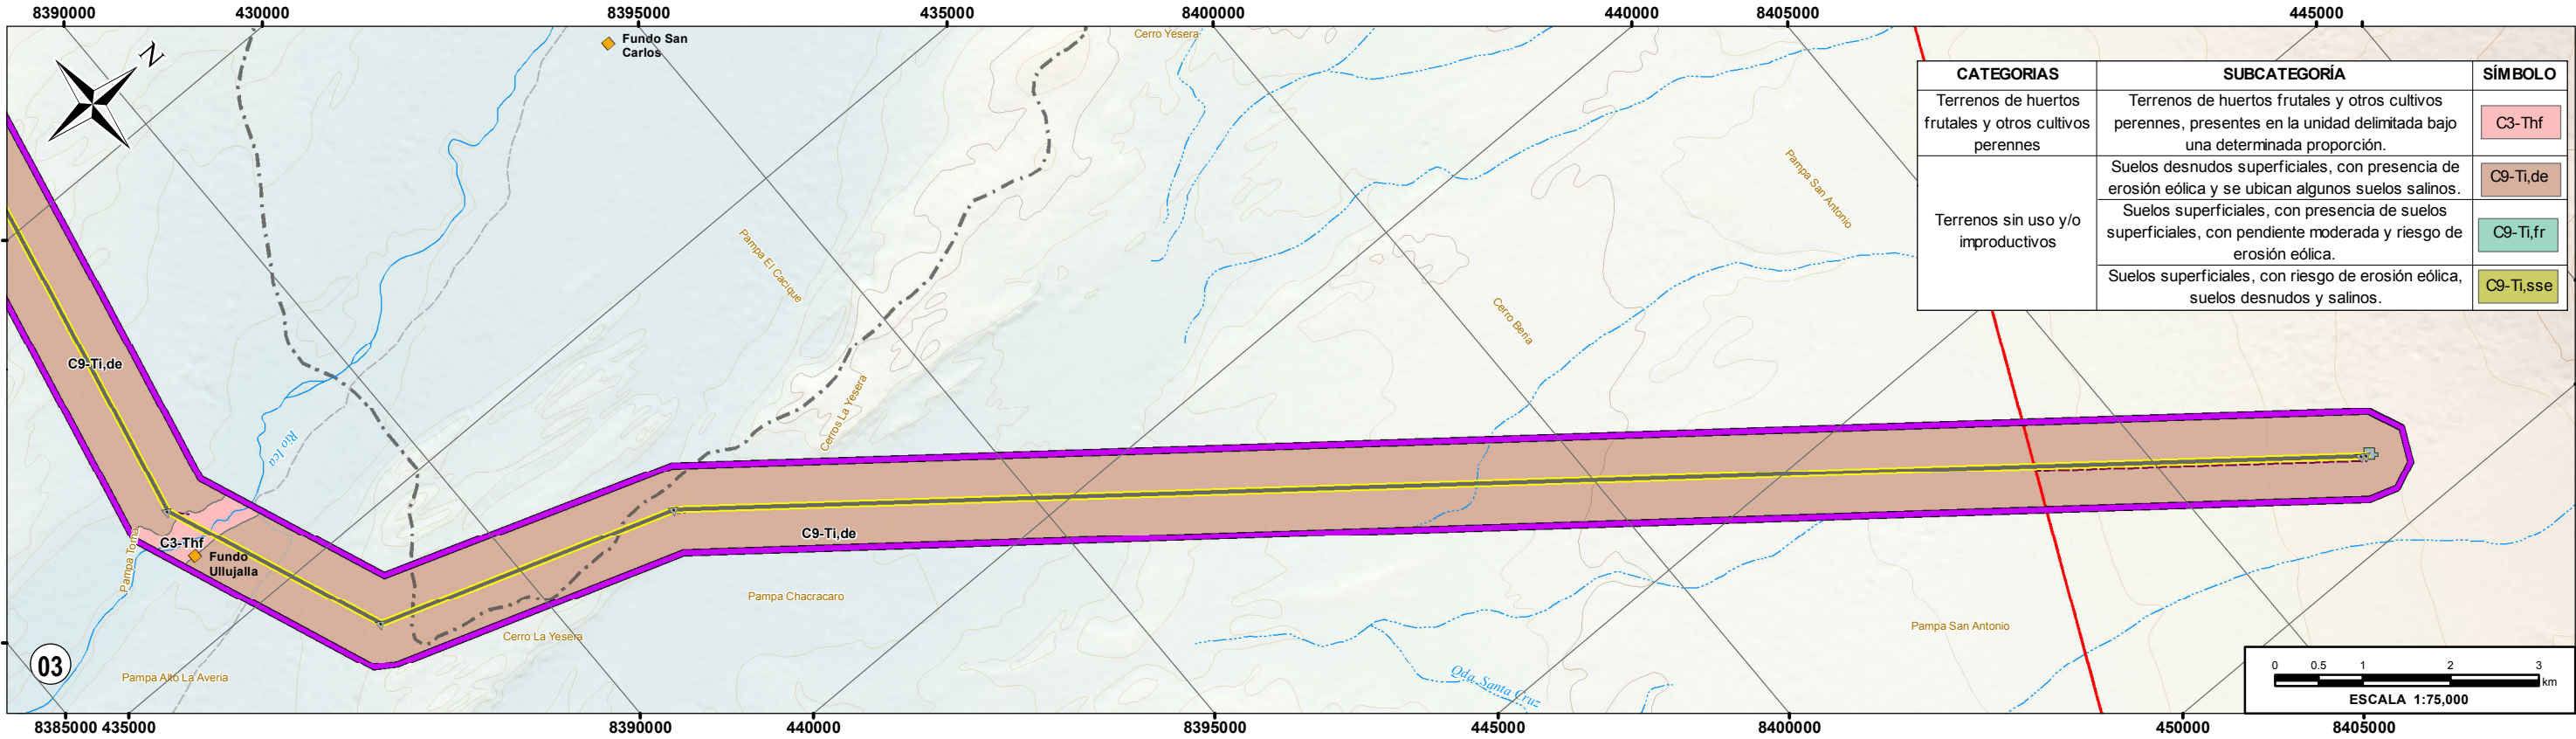 8390000
430000
8395000
435000
8400000
440000
8405000
445000
N
Fundo San
Carlos
Cerro Yesera
CATEGORIAS
SUBCATEGORÍA
SÍMBOLO
Terrenos de huertos
frutales y otros cultivos
perennes
Terrenos de huertos frutales y otros cultivos
perennes, presentes en la unidad delimitada bajo
una determinada proporción.
C3-Thf
Terrenos sin uso y/o
improductivos
Suelos desnudos superficiales, con presencia de
erosión eólica y se ubican algunos suelos salinos.
C9-Ti,de
Suelos superficiales, con presencia de suelos
superficiales, con pendiente moderada y riesgo de
erosión eólica.
C9-Ti,fr
Suelos superficiales, con riesgo de erosión eólica,
suelos desnudos y salinos.
C9-Ti,sse
Pampa San Antonio
Pampa El Cacique
Cerro Beria
C9-Ti,de
Cerros La Yesera
Río Ica
C9-Ti,de
C3-Thf
Fundo
Ullujalla
Pampa Toma
Pampa Chacracaro
Cerro La Yesera
Pampa San Antonio
03
Pampa Alto La Averia
Qda. Santa Cruz
0 0.5 1 2 3
km
ESCALA 1:75,000
8385000
435000
8390000
440000
8395000
445000
8400000
450000
8405000